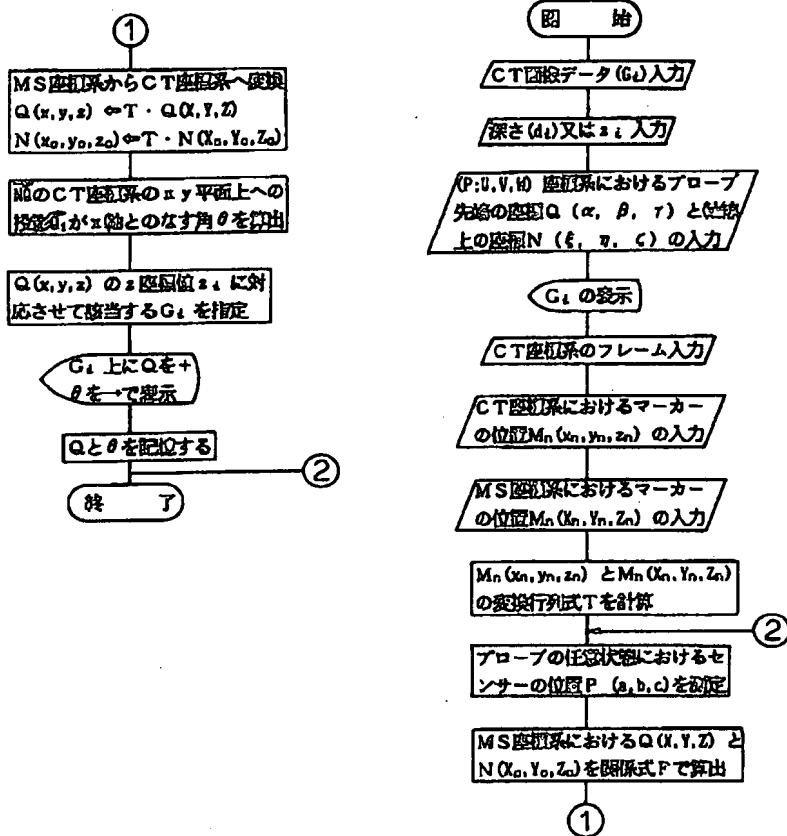 開 始
CT画像データ(Gi)入力
深さ(di)又はzi入力
(P:U,V,W) 座標系におけるプローブ
先端の座標Q (α, β, γ) と
上の座標N (ξ, η, ζ) の入力
Gi の表示
CT座標系のフレーム入力
CT座標系におけるマーカー
の位置Mn(xn,yn,zn) の入力
MS座標系におけるマーカー
の位置Mn(Xn,Yn,Zn) の入力
Mn(xn,yn,zn) とMn(Xn,Yn,Zn)
の変換行列式Tを計算
②
プローブの任意状態におけるセ
ンサーの位置P (a,b,c)を測定
MS座標系におけるQ(X,Y,Z) と
N(Xo,Yo,Zo)を関係式Fで算出
①
①
MS座標系からCT座標系へ変換
Q(x,y,z) ⇐T・Q(X,Y,Z)
N(xo,yo,zo)⇐T・N(Xo,Yo,Zo)
NQのCT座標系のxy平面上への
投影 がx軸とのなす角θを算出
Q(x,y,z) のz座標値ziに対
応させて該当するGi を指定
Gi 上にQを+
θを→で表示
Qとθを記憶する
②
終 了